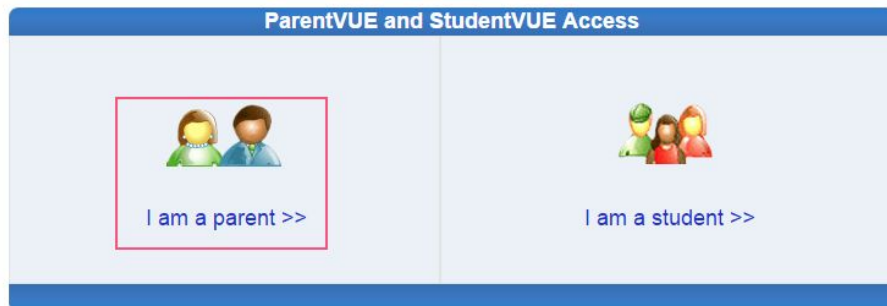 ParentVUE and StudentVUE Access
I am a parent >>
I am a student >>